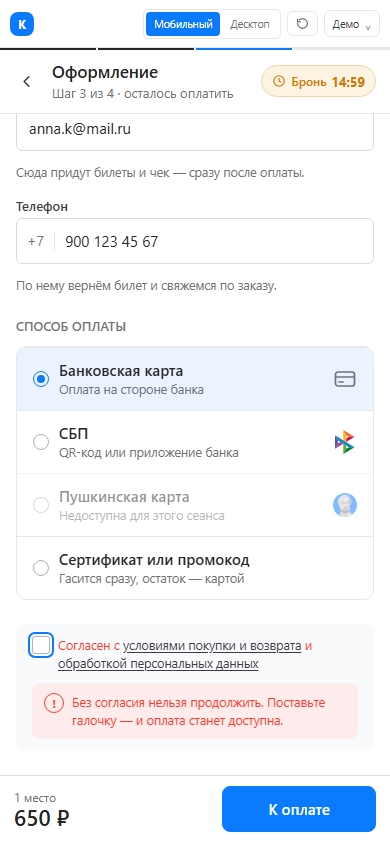 K
Мобильный
Десктоп
Демо
Оформление
Шаг 3 из 4 · осталось оплатить
Бронь 14:59
anna.k@mail.ru
Сюда придут билеты и чек — сразу после оплаты.
Телефон
+7 900 123 45 67
По нему вернём билет и свяжемся по заказу.
СПОСОБ ОПЛАТЫ
Банковская карта
Оплата на стороне банка
СБП
QR-код или приложение банка
Пушкинская карта
Недоступна для этого сеанса
Сертификат или промокод
Гасится сразу, остаток — картой
Согласен с условиями покупки и возврата и
обработкой персональных данных
Без согласия нельзя продолжить. Поставьте
галочку — и оплата станет доступна.
1 место
650 ₽
К оплате